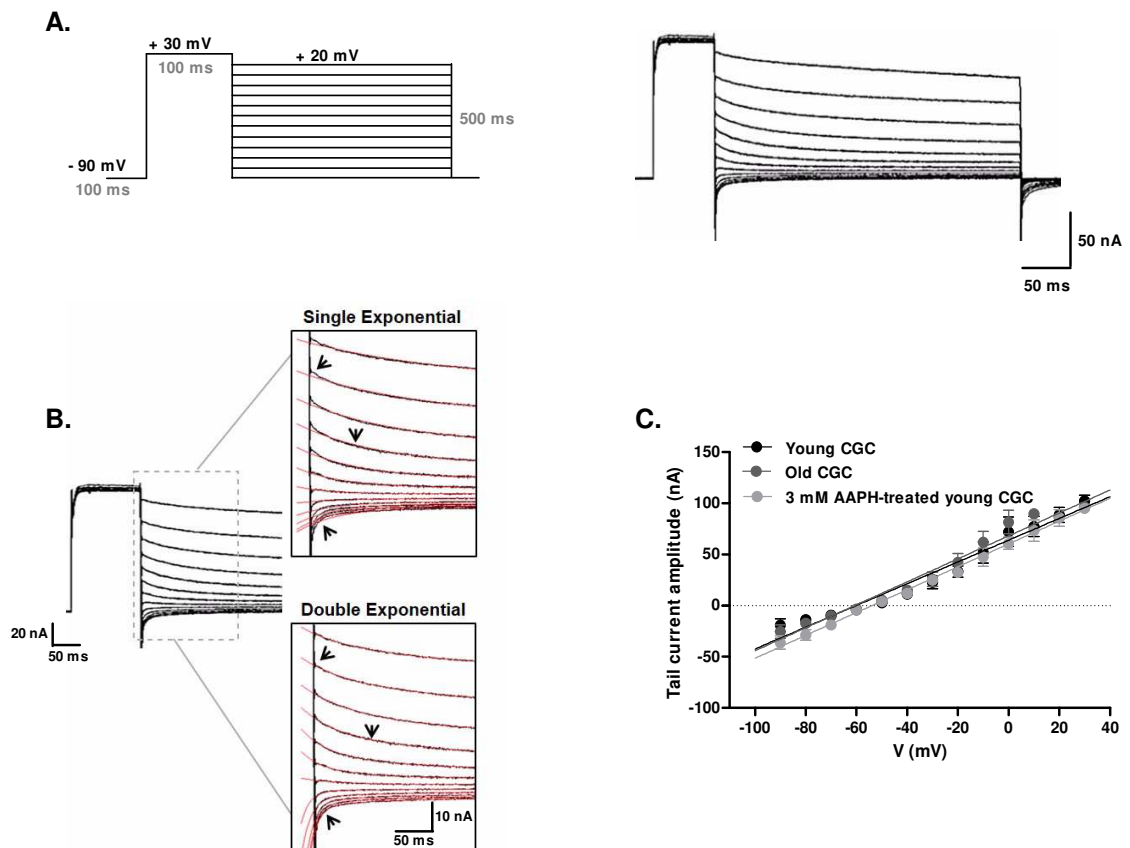 A.
+ 30 mV
100 ms
+ 20 mV
500 ms
- 90 mV
100 ms
50 nA
50 ms
B.
Single Exponential
20 nA
50 ms
Double Exponential
10 nA
50 ms
C.
Young CGC
Old CGC
3 mM AAPH-treated young CGC
Tail current amplitude (nA)
150
100
50
0
-50
-100
-100 -80 -60 -40 -20 0 20 40
V (mV)